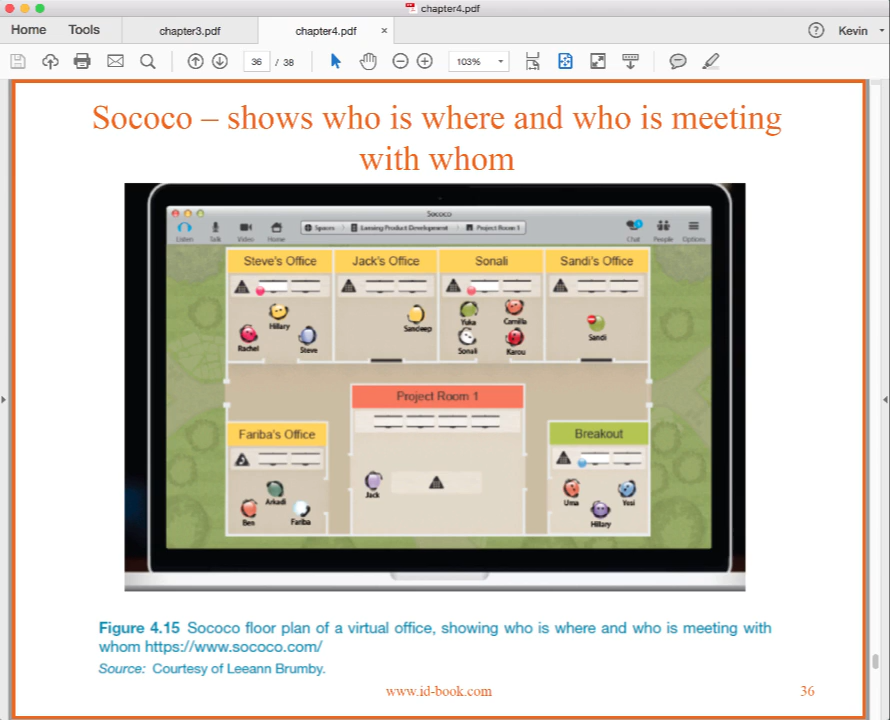 chapter4.pdf
Home
Tools
chapter3.pdf
chapter4.pdf
×
?
Kevin
36
/ 38
103%
Sococo – shows who is where and who is meeting
with whom
Sococo
Listen
Talk
Video
Home
Spaces
Lansing Product Development
Project Room 1
Chat
People
Options
Steve's Office
Jack's Office
Sonali
Sandi's Office
Hillary
Rachel
Steve
Sandeep
Yuka
Camilla
Sonali
Karou
Sandi
Project Room 1
Fariba's Office
Breakout
Jack
Arkadi
Ben
Fariba
Uma
Yosi
Hillary
Figure 4.15 Sococo floor plan of a virtual office, showing who is where and who is meeting with
whom https://www.sococo.com/
Source: Courtesy of Leeann Brumby.
www.id-book.com
36